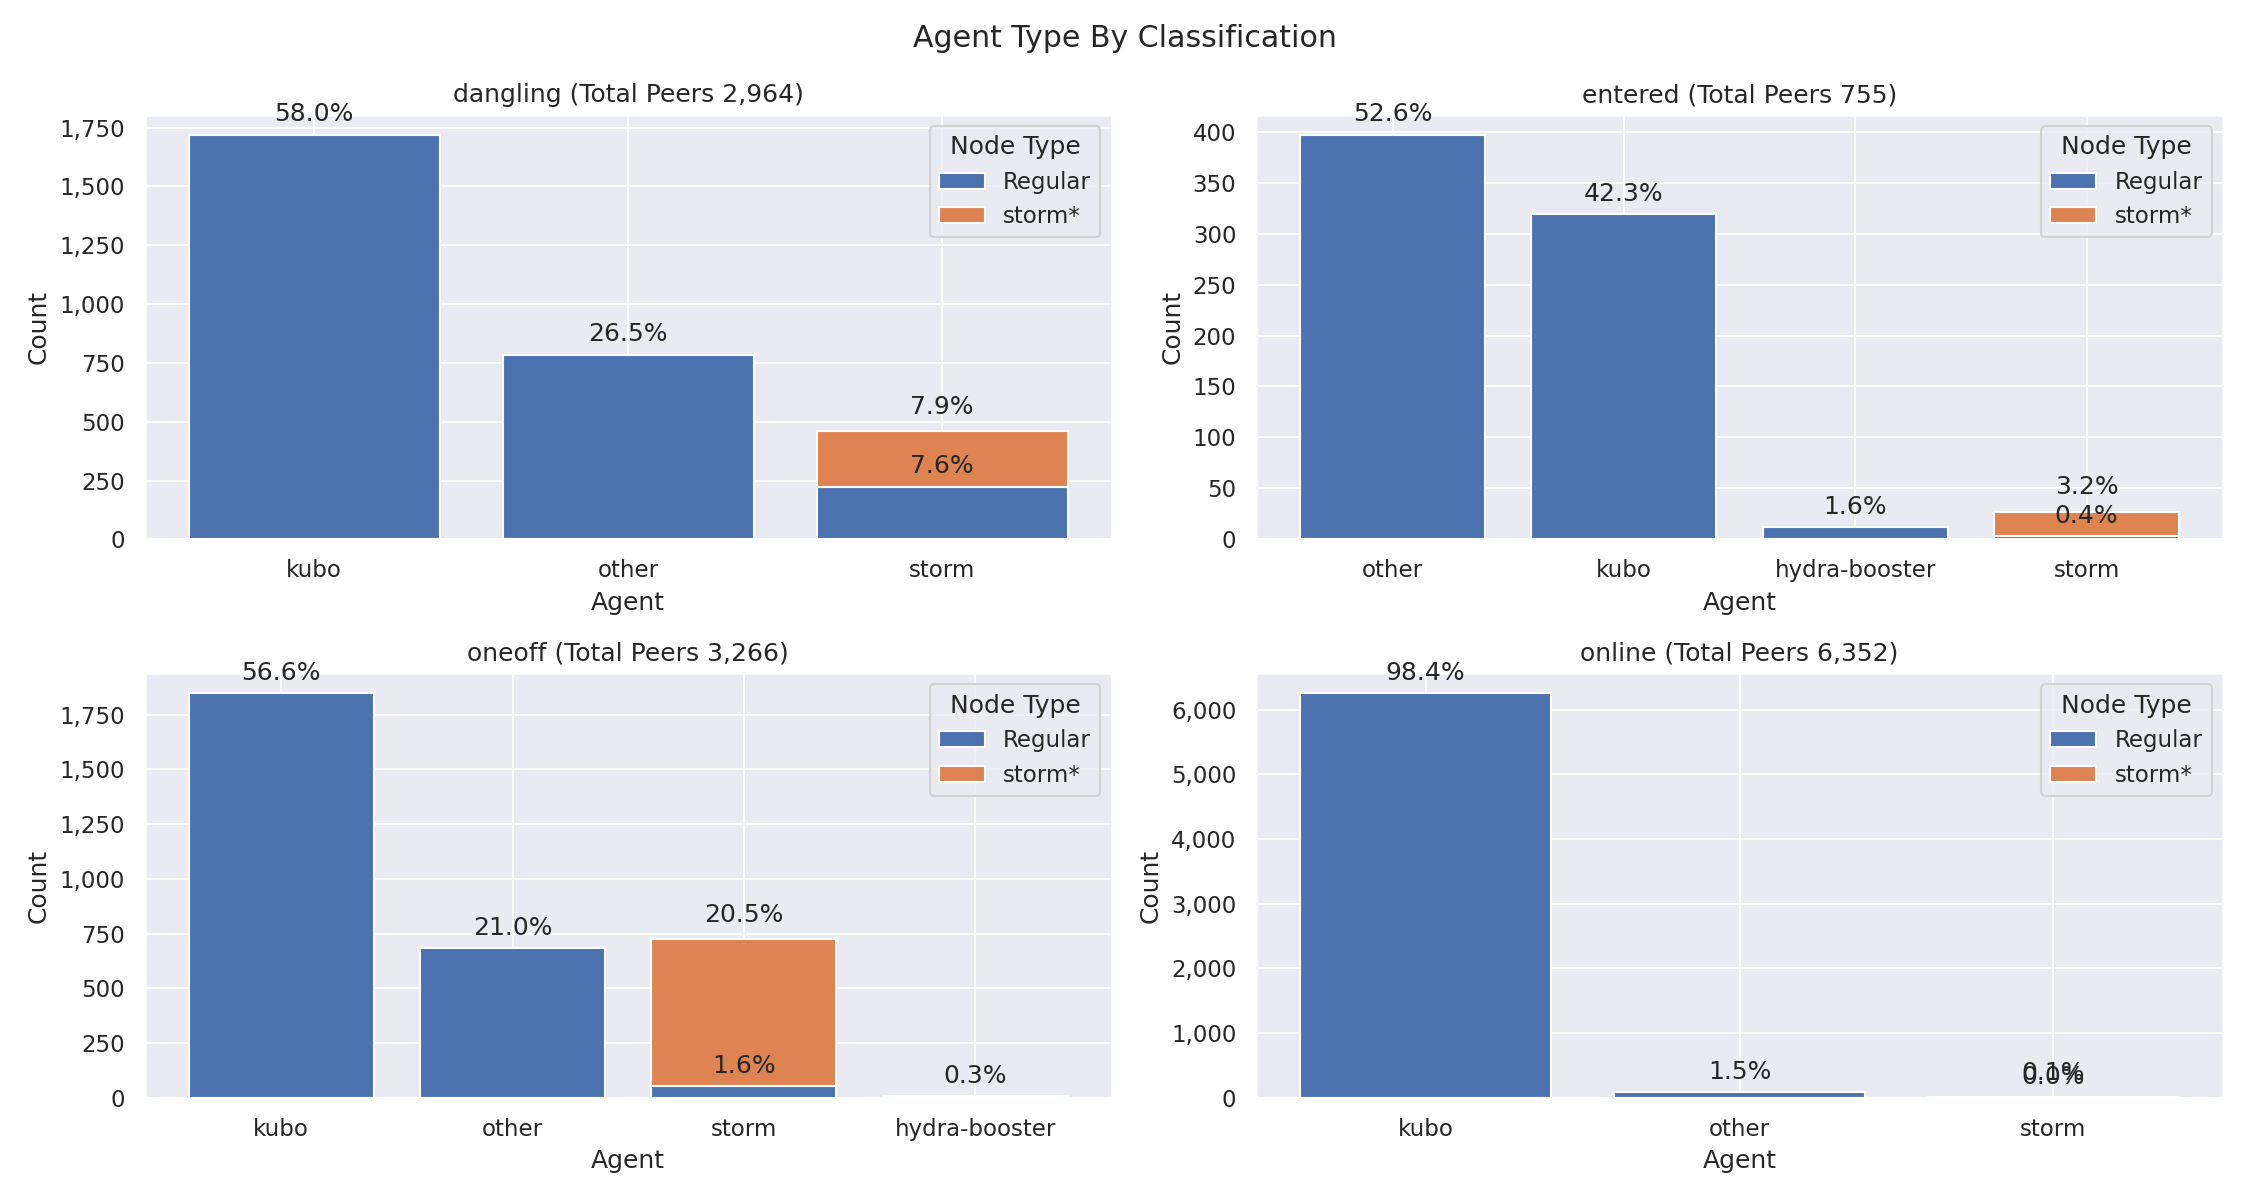 Agent Type By Classification
dangling (Total Peers 2,964)
58.0%
26.5%
7.9%
7.6%
Node Type
Regular
storm*
Count
1,750
1,500
1,250
1,000
750
500
250
0
kubo
other
storm
Agent
entered (Total Peers 755)
52.6%
42.3%
1.6%
3.2%
0.4%
Node Type
Regular
storm*
Count
400
350
300
250
200
150
100
50
0
other
kubo
hydra-booster
storm
Agent
oneoff (Total Peers 3,266)
56.6%
21.0%
20.5%
1.6%
0.3%
Node Type
Regular
storm*
Count
1,750
1,500
1,250
1,000
750
500
250
0
kubo
other
storm
hydra-booster
Agent
online (Total Peers 6,352)
98.4%
1.5%
0.1%
0.0%
Node Type
Regular
storm*
Count
6,000
5,000
4,000
3,000
2,000
1,000
0
kubo
other
storm
Agent